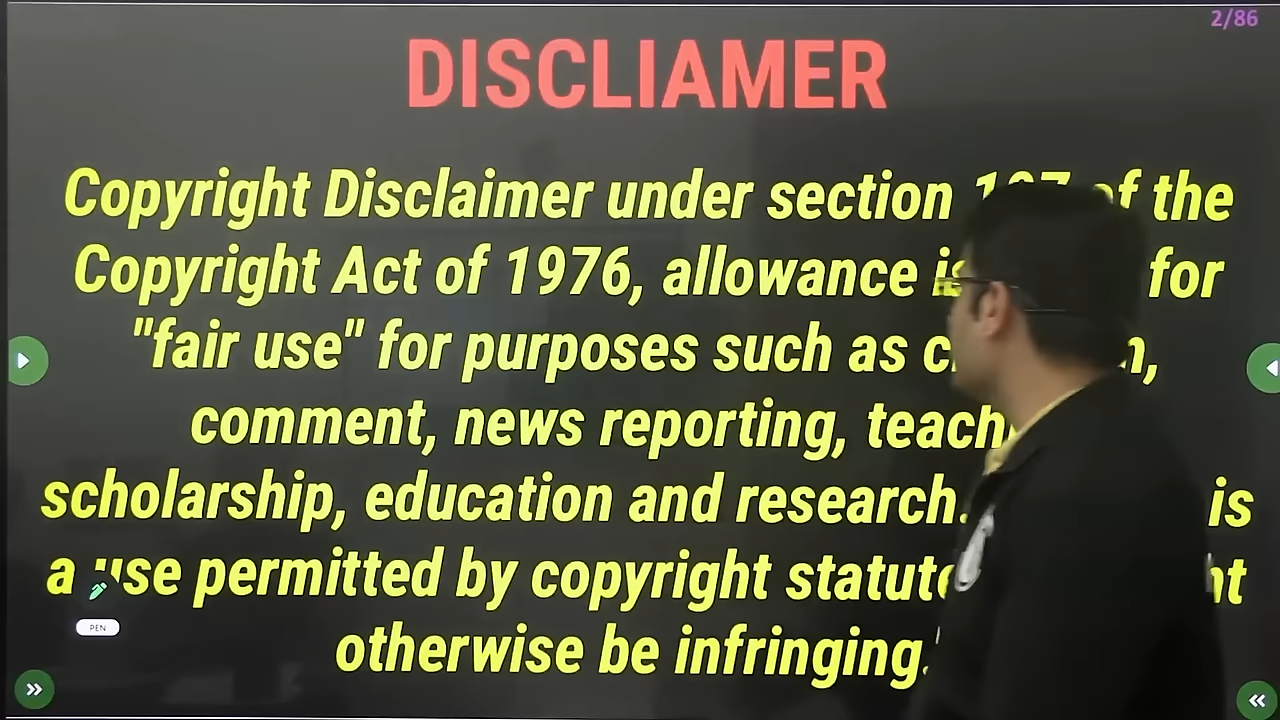 2/86
DISCLIAMER
Copyright Disclaimer under section of the
Copyright Act of 1976, allowance is for
"fair use" for purposes such as
comment, news reporting,
scholarship, education and research. is
a use permitted by copyright
otherwise be infringing.
PEN